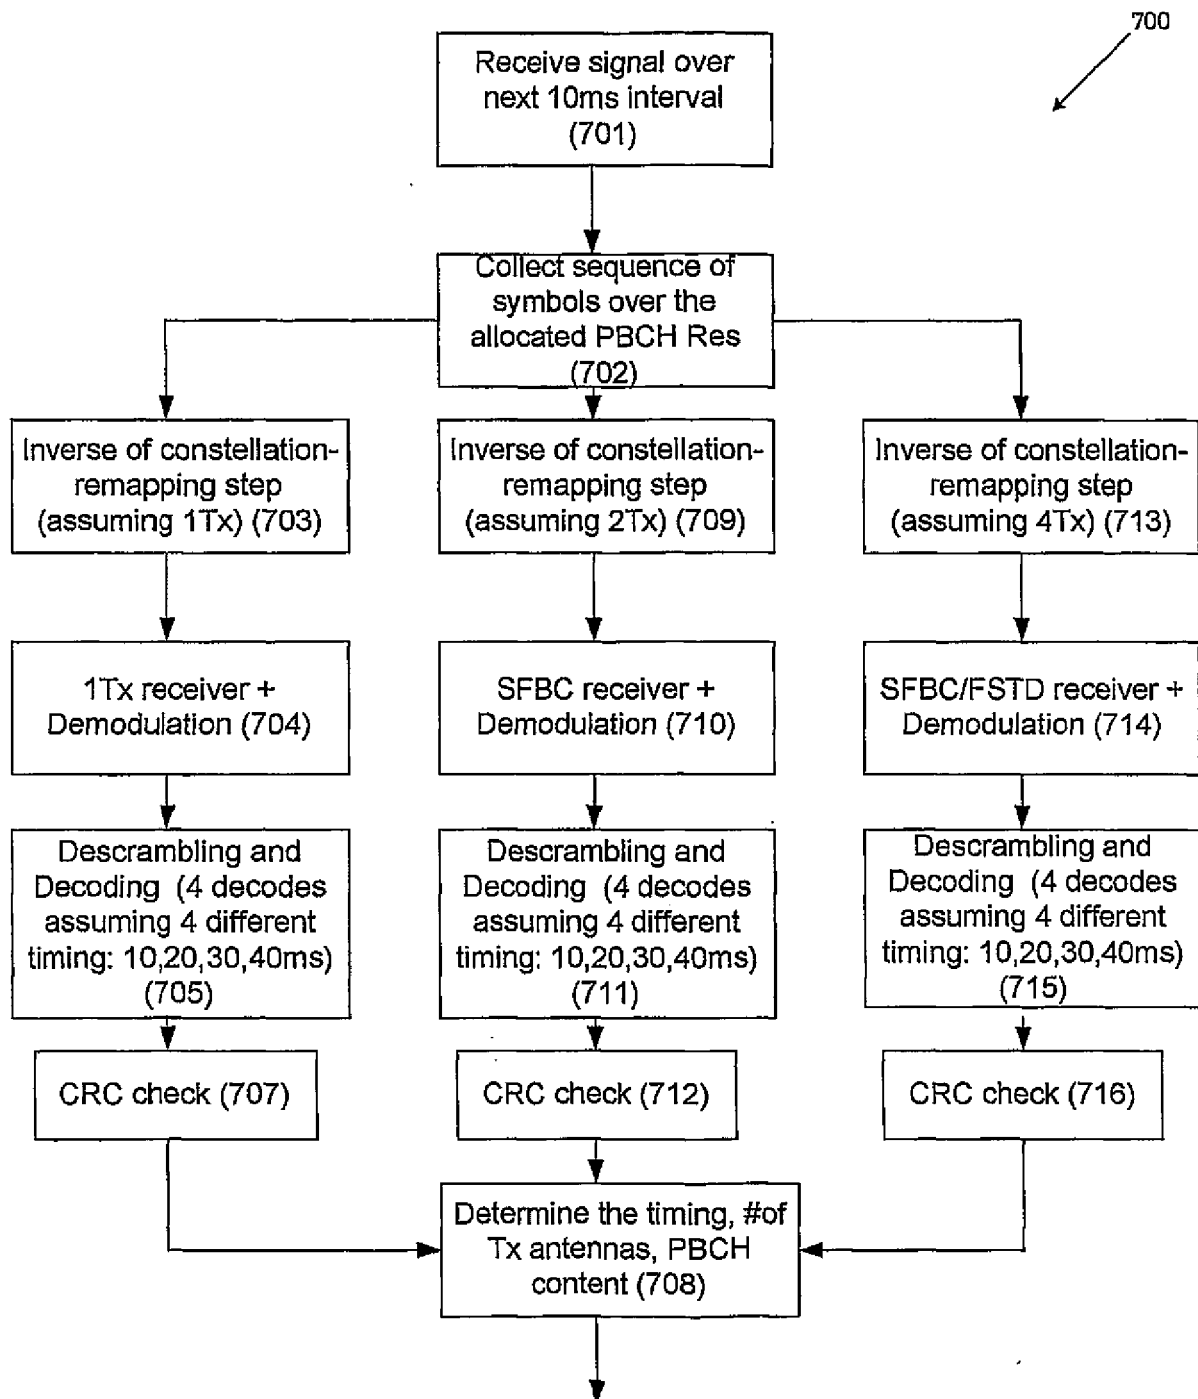 700
Receive signal over
next 10ms interval
(701)
Collect sequence of
symbols over the
allocated PBCH Res
(702)
Inverse of constellation-
remapping step
(assuming 1Tx) (703)
Inverse of constellation-
remapping step
(assuming 2Tx) (709)
Inverse of constellation-
remapping step
(assuming 4Tx) (713)
1Tx receiver +
Demodulation (704)
SFBC receiver +
Demodulation (710)
SFBC/FSTD receiver +
Demodulation (714)
Descrambling and
Decoding (4 decodes
assuming 4 different
timing: 10,20,30,40ms)
(705)
Descrambling and
Decoding (4 decodes
assuming 4 different
timing: 10,20,30,40ms)
(711)
Descrambling and
Decoding (4 decodes
assuming 4 different
timing: 10,20,30,40ms)
(715)
CRC check (707)
CRC check (712)
CRC check (716)
Determine the timing, #of
Tx antennas, PBCH
content (708)